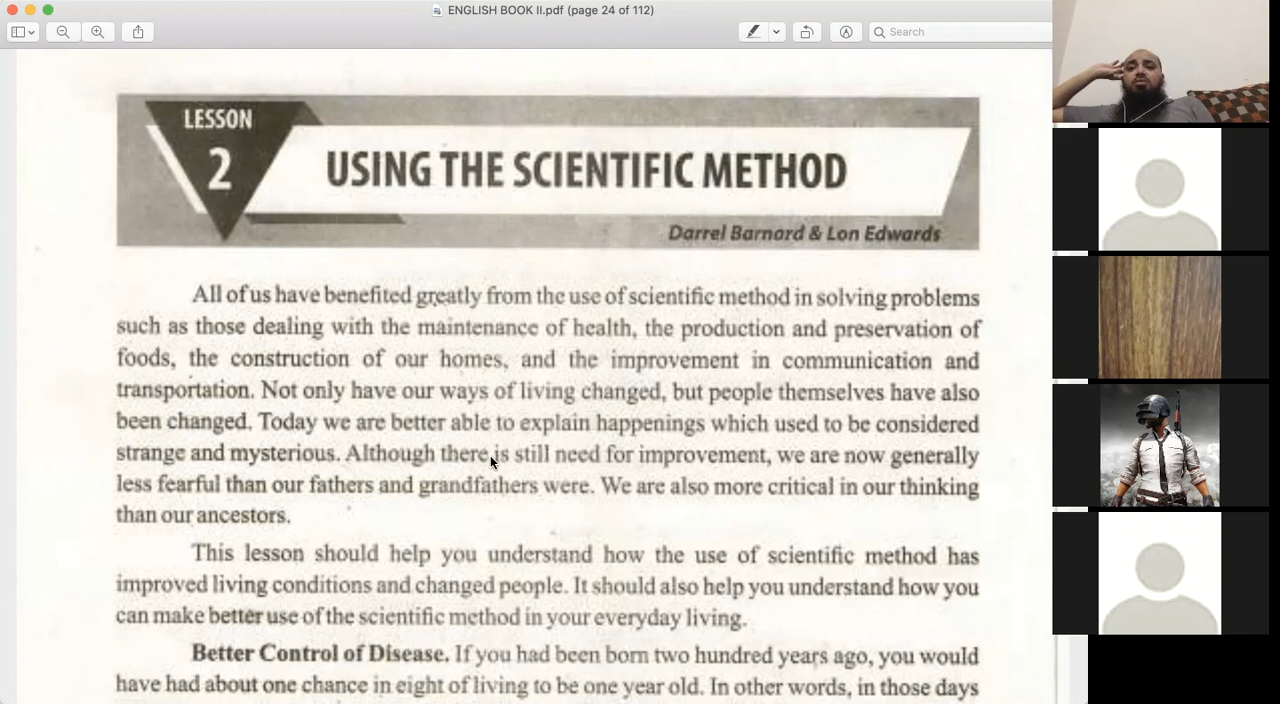 ENGLISH BOOK II.pdf (page 24 of 112)
Search
LESSON
2
USING THE SCIENTIFIC METHOD
Darrel Barnard & Lon Edwards
All of us have benefited greatly from the use of scientific method in solving problems
such as those dealing with the maintenance of health, the production and preservation of
foods, the construction of our homes, and the improvement in communication and
transportation. Not only have our ways of living changed, but people themselves have also
been changed. Today we are better able to explain happenings which used to be considered
strange and mysterious. Although there is still need for improvement, we are now generally
less fearful than our fathers and grandfathers were. We are also more critical in our thinking
than our ancestors.
This lesson should help you understand how the use of scientific method has
improved living conditions and changed people. It should also help you understand how you
can make better use of the scientific method in your everyday living.
Better Control of Disease. If you had been born two hundred years ago, you would
have had about one chance in eight of living to be one year old. In other words, in those days